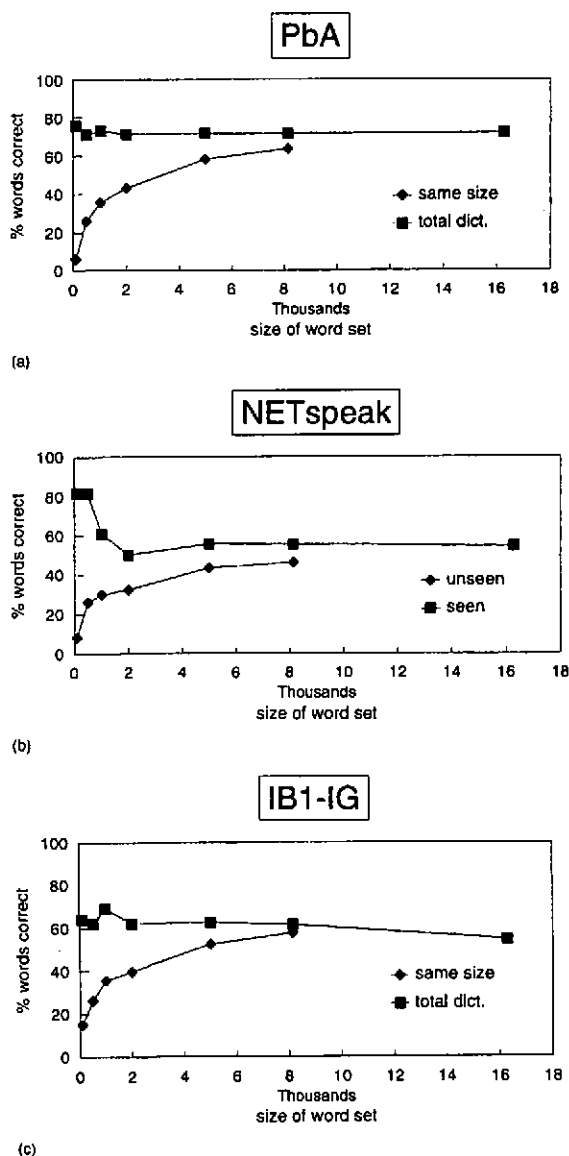 PbA
100
80
60
40
20
0
% words correct
same size
total dict.
0 2 4 6 8 10 12 14 16 18
Thousands
size of word set
(a)
NETspeak
100
80
60
40
20
0
% words correct
unseen
seen
0 2 4 6 8 10 12 14 16 18
Thousands
size of word set
(b)
IB1-IG
100
80
60
40
20
0
% words correct
same size
total dict.
0 2 4 6 8 10 12 14 16 18
Thousands
size of word set
(c)